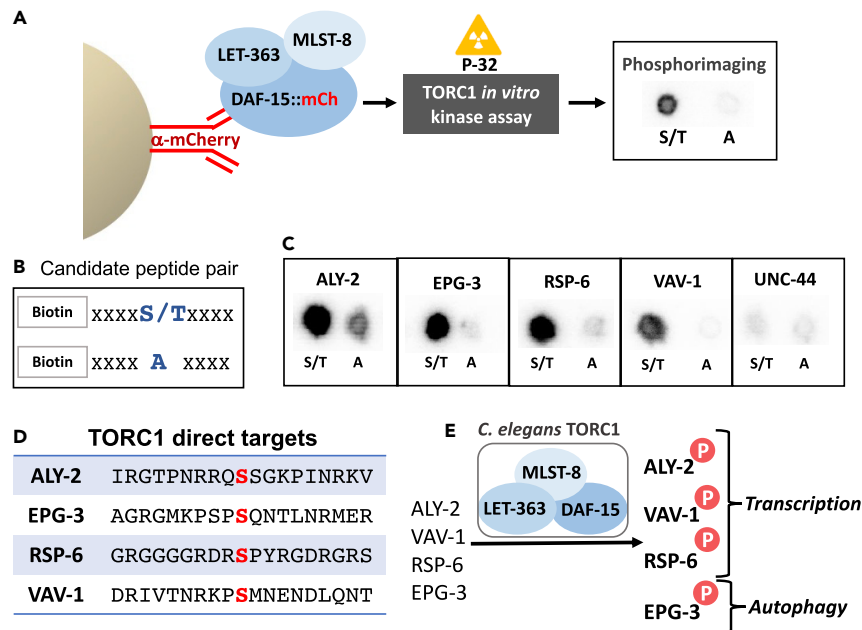 A
LET-363
MLST-8
DAF-15::mCh
α-mCherry
P-32
TORC1 in vitro
kinase assay
Phosphorimaging
S/T A
B Candidate peptide pair
Biotin xxxxS/Txxxx
Biotin xxxx A xxxx
C
ALY-2 EPG-3 RSP-6 VAV-1 UNC-44
S/T A S/T A S/T A S/T A S/T A
D TORC1 direct targets
ALY-2 IRGTPNRRQSSGKPINRKV
EPG-3 AGRGMKPSPSQNTLNRMER
RSP-6 GRGGGGRDRSPYRGDRGRS
VAV-1 DRIVTNRKPSMNENDLQNT
E C. elegans TORC1
MLST-8
LET-363 DAF-15
ALY-2
VAV-1
RSP-6
EPG-3
ALY-2 P
VAV-1 P
RSP-6 P
Transcription
EPG-3 P
Autophagy